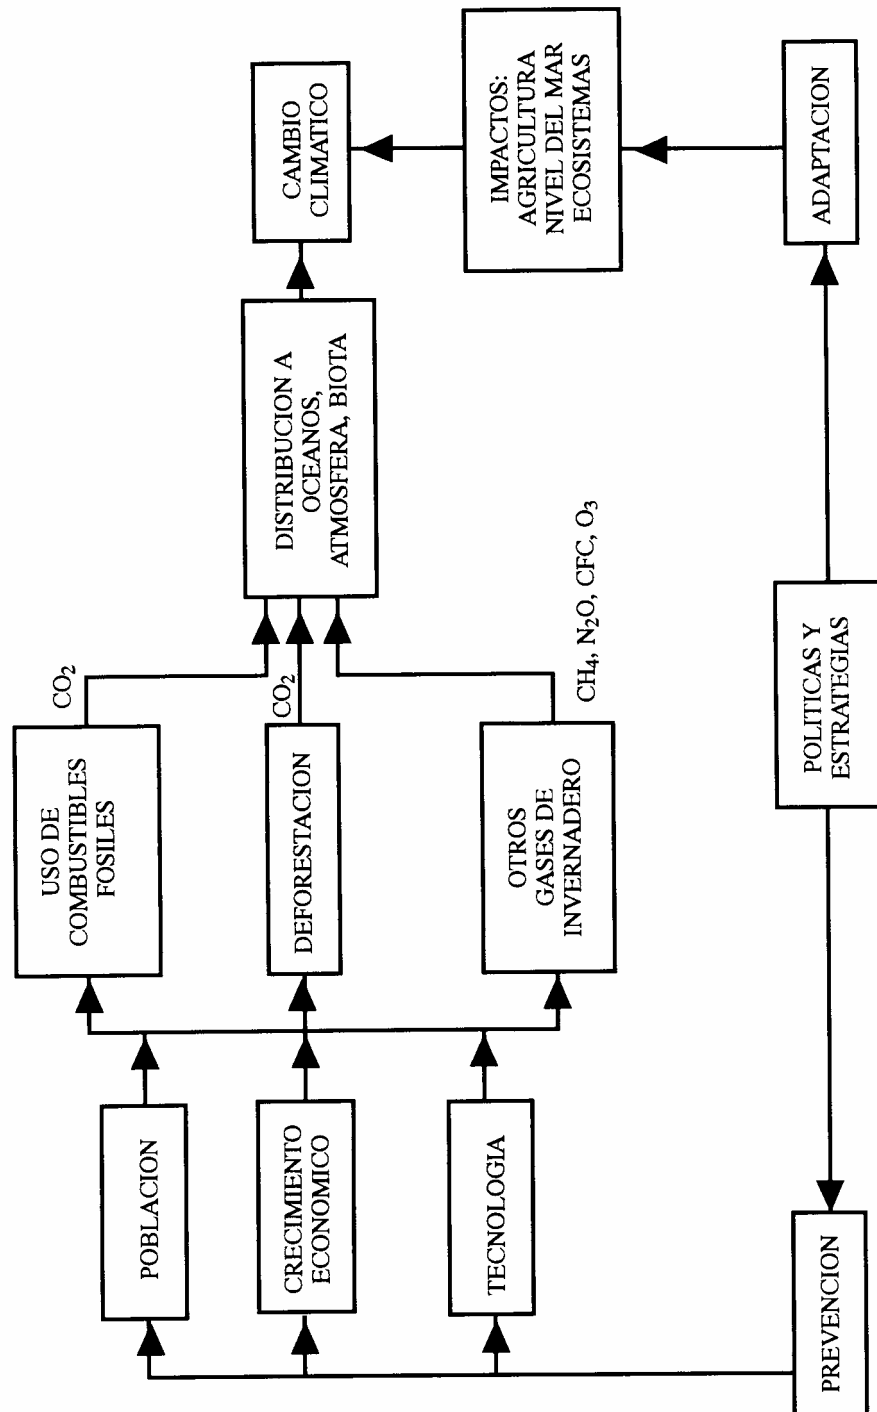 POBLACION
CRECIMIENTO
ECONOMICO
TECNOLOGIA
USO DE
COMBUSTIBLES
FOSILES
CO₂
DEFORESTACION
CO₂
OTROS
GASES DE
INVERNADERO
CH₄, N₂O, CFC, O₃
DISTRIBUCION A
OCEANOS,
ATMOSFERA, BIOTA
CAMBIO
CLIMATICO
IMPACTOS:
AGRICULTURA
NIVEL DEL MAR
ECOSISTEMAS
PREVENCION
POLITICAS Y
ESTRATEGIAS
ADAPTACION